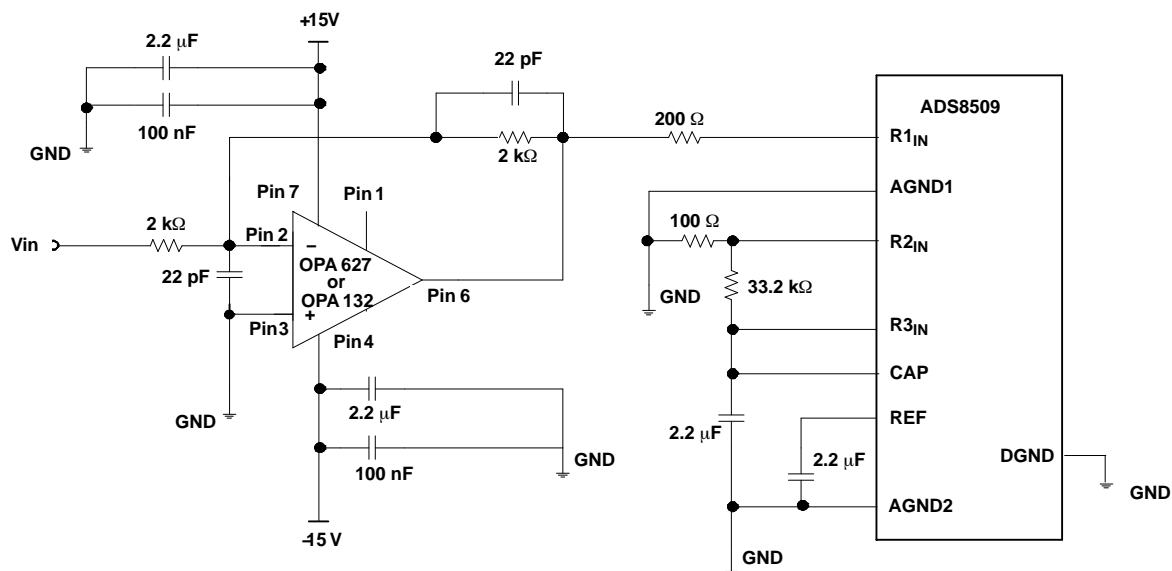 +15V
2.2 μF
100 nF
GND
22 pF
2 kΩ
200 Ω
ADS8509
R1IN
AGND1
100 Ω
R2IN
33.2 kΩ
GND
R3IN
CAP
2.2 μF
REF
2.2 μF
DGND
GND
AGND2
GND
Pin 7
Pin 1
Vin
2 kΩ
Pin 2
−
22 pF
OPA 627
or
OPA 132
Pin 6
Pin3
+
Pin 4
GND
2.2 μF
100 nF
GND
-15 V